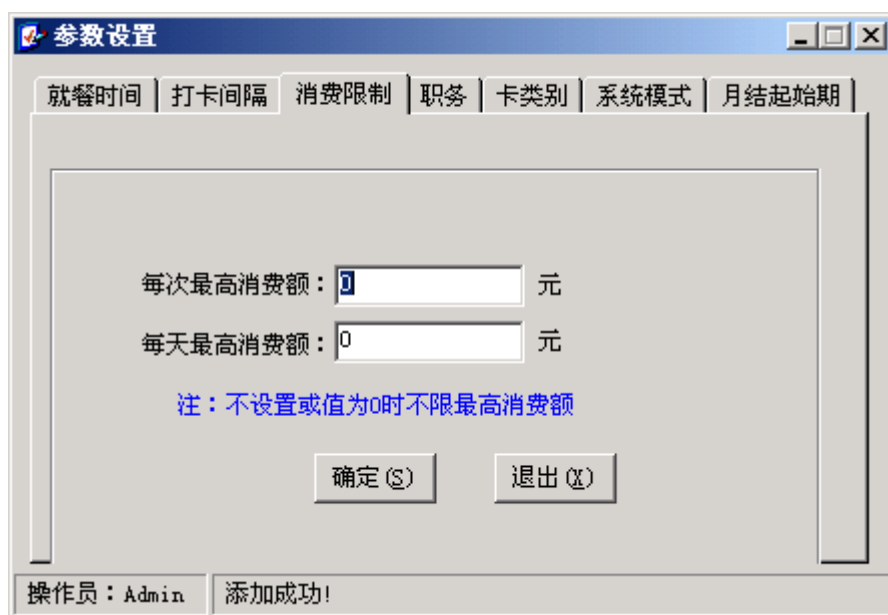 参数设置
就餐时间 打卡间隔 消费限制 职务 卡类别 系统模式 月结起始期
每次最高消费额：0 元
每天最高消费额：0 元
注：不设置或值为0时不限最高消费额
确定(S) 退出(X)
操作员：Admin 添加成功!